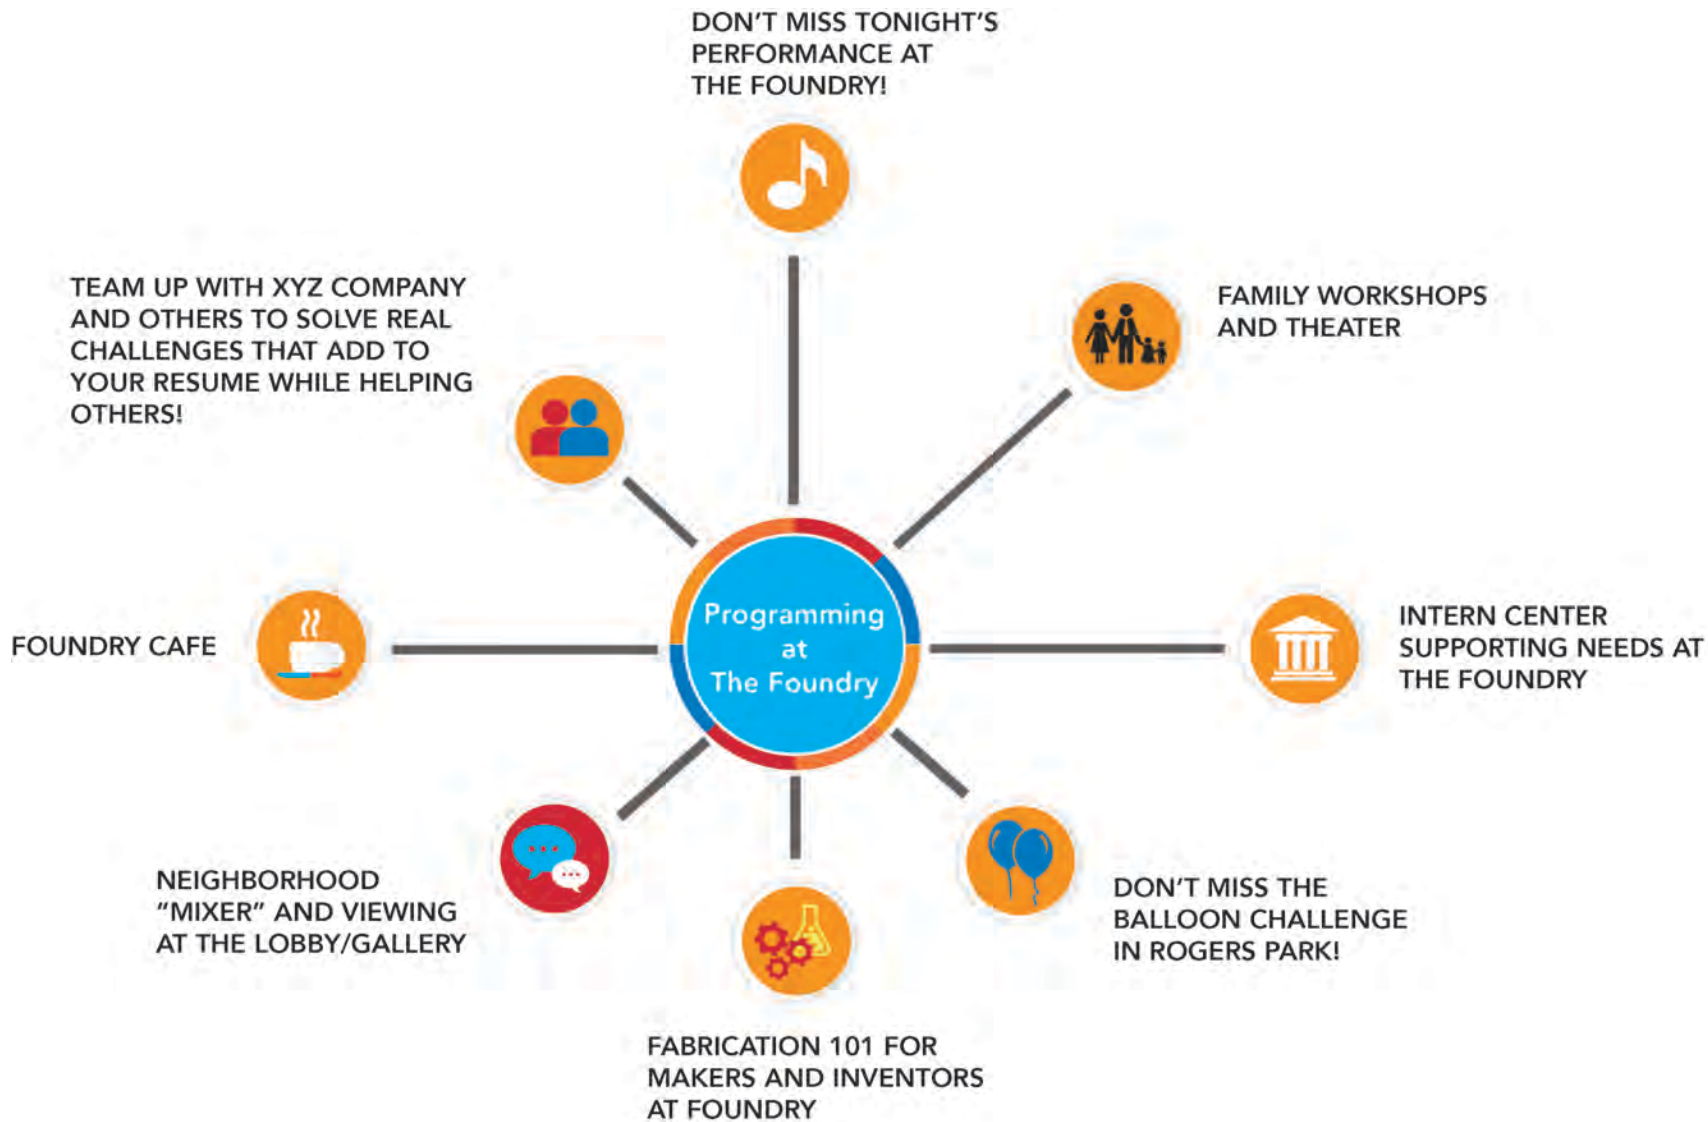 DON'T MISS TONIGHT'S
PERFORMANCE AT
THE FOUNDRY!
TEAM UP WITH XYZ COMPANY
AND OTHERS TO SOLVE REAL
CHALLENGES THAT ADD TO
YOUR RESUME WHILE HELPING
OTHERS!
FAMILY WORKSHOPS
AND THEATER
Programming
at
The Foundry
FOUNDRY CAFE
INTERN CENTER
SUPPORTING NEEDS AT
THE FOUNDRY
NEIGHBORHOOD
"MIXER" AND VIEWING
AT THE LOBBY/GALLERY
DON'T MISS THE
BALLOON CHALLENGE
IN ROGERS PARK!
FABRICATION 101 FOR
MAKERS AND INVENTORS
AT FOUNDRY